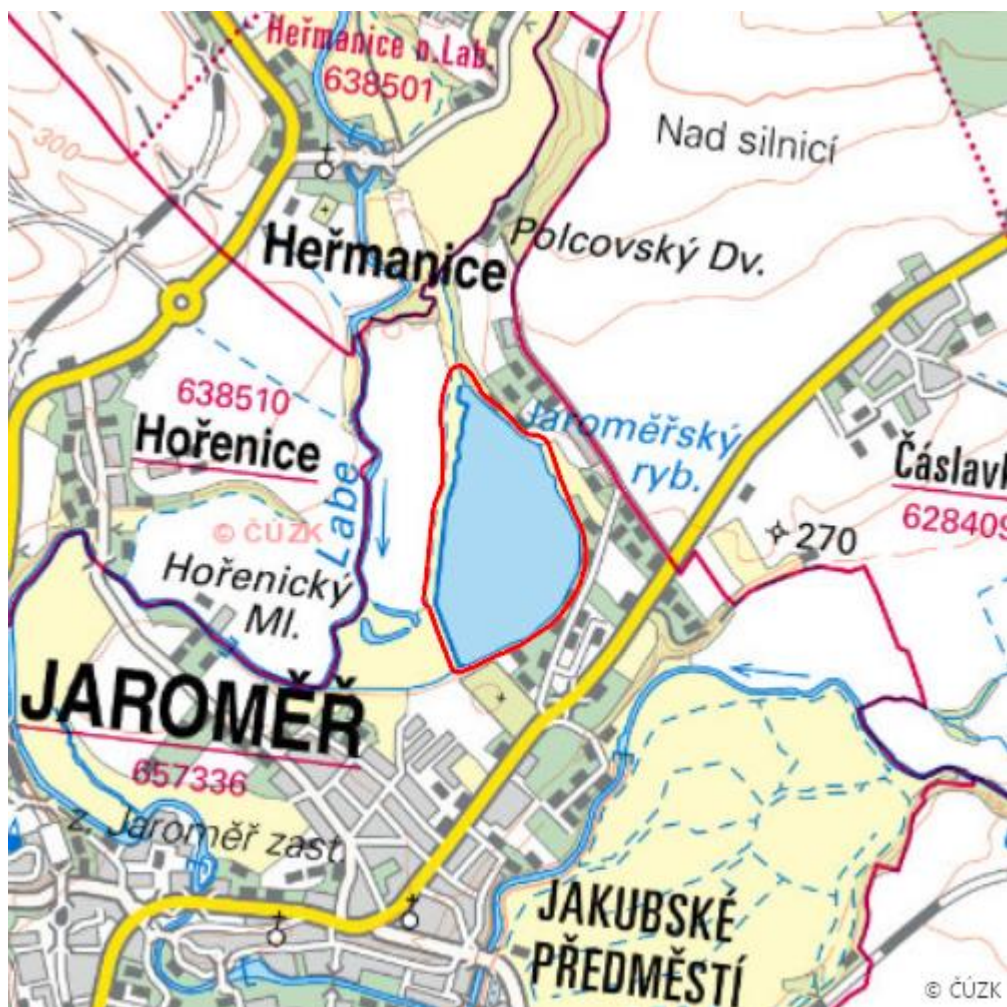 Heřmanice n.Lab.
638501
300
Nad silnicí
Polcovský Dv.
Heřmanice
638510
Hořenice
Jaroměřský
ryb.
Čáslavk
628409
Labe
© ČÚZK
270
Hořenický
Ml.
JAROMĚŘ
657336
z. Jaroměř zast.
JAKUBSKÉ
PŘEDMĚSTÍ
© ČÚZK